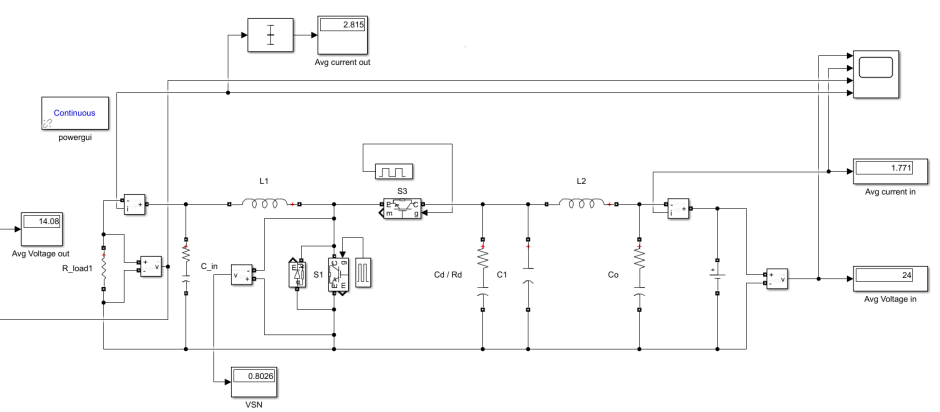 2.815
Avg current out
Continuous
powergui
L1
S3
L2
E
C
m
g
1.771
Avg current in
14.08
Avg Voltage out
R_load1
C_in
S1
Cd / Rd
C1
Co
24
Avg Voltage in
0.8026
VSN